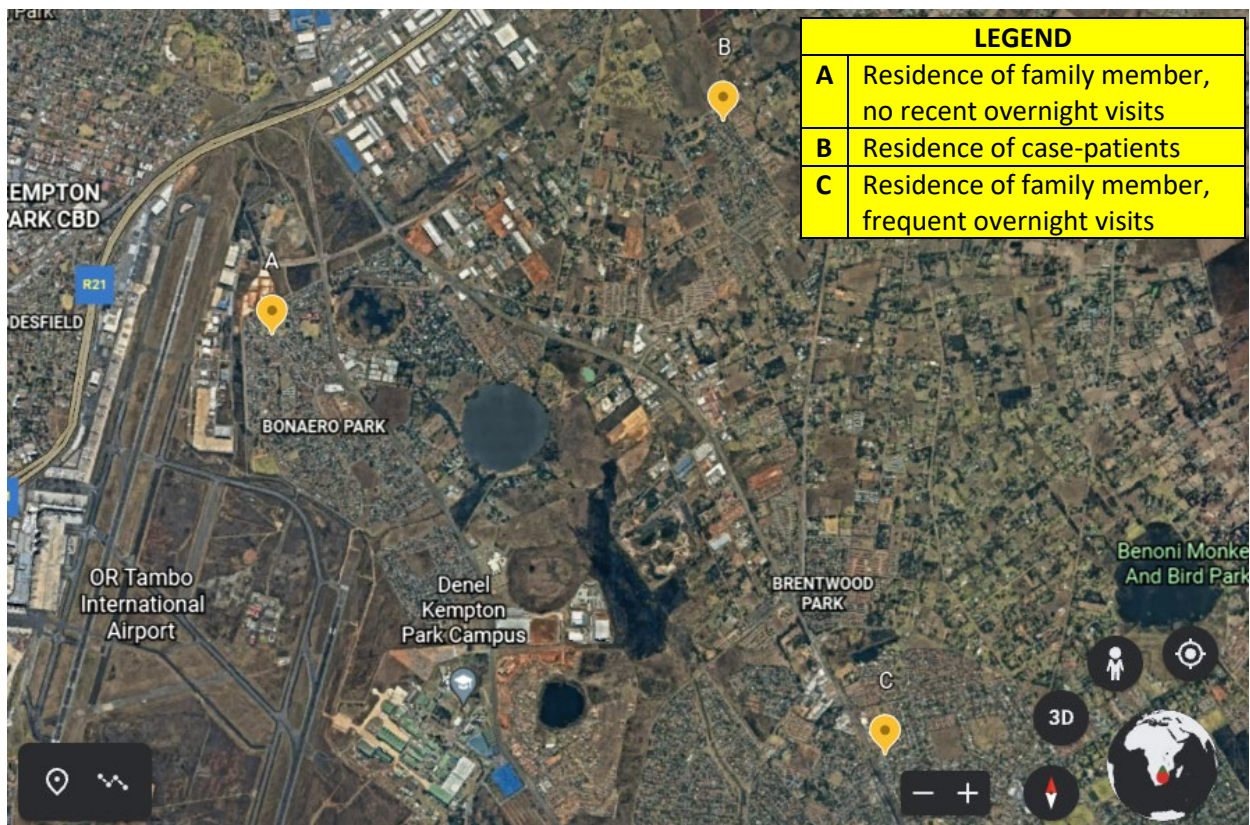 Park
B
LEGEND
A Residence of family member,
no recent overnight visits
B Residence of case-patients
C Residence of family member,
frequent overnight visits
EMPTON
ARK CBD
A
R21
DESFIELD
BONAERO PARK
OR Tambo
International
Airport
Denel
Kempton
Park Campus
BRENTWOOD
PARK
Benoni Monke
And Bird Park
C
3D